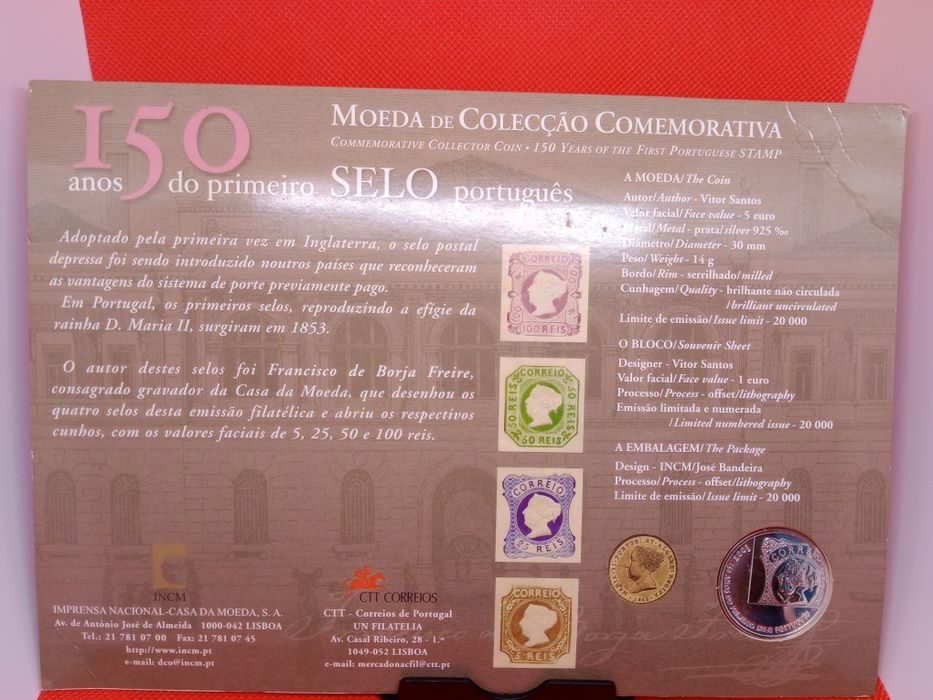 150
anos do primeiro SELO português
MOEDA DE COLECÇÃO COMEMORATIVA
COMMEMORATIVE COLLECTOR COIN • 150 YEARS OF THE FIRST PORTUGUESE STAMP
Adoptado pela primeira vez em Inglaterra, o selo postal
depressa foi sendo introduzido noutros países que reconheceram
as vantagens do sistema de porte previamente pago.
Em Portugal, os primeiros selos, reproduzindo a efígie da
rainha D. Maria II, surgiram em 1853.
O autor destes selos foi Francisco de Borja Freire,
consagrado gravador da Casa da Moeda, que desenhou os
quatro selos desta emissão filatélica e abriu os respectivos
cunhos, com os valores faciais de 5, 25, 50 e 100 reis.
CORREIO
100 REIS
CORREIO
50 REIS
50 REIS
50 REIS
CORREIO
25 REIS
CORREIO
5 REIS
A MOEDA/The Coin
Autor/Author - Vitor Santos
Valor facial/Face value - 5 euro
Metal/Metal - prata/silver 925 ‰
Diâmetro/Diameter - 30 mm
Peso/Weight - 14 g
Bordo/Rim - serrilhado/milled
Cunhagem/Quality - brilhante não circulada
/brilliant uncirculated
Limite de emissão/Issue limit - 20 000
O BLOCO/Souvenir Sheet
Designer - Vitor Santos
Valor facial/Face value - 1 euro
Processo/Process - offset/lithography
Emissão limitada e numerada
/Limited numbered issue - 20 000
A EMBALAGEM/The Package
Design - INCM/José Bandeira
Processo/Process - offset/lithography
Limite de emissão/Issue limit - 20 000
CORREIO
INCM
IMPRENSA NACIONAL-CASA DA MOEDA, S. A.
Av. de António José de Almeida 1000-042 LISBOA
Tel.: 21 781 07 00 Fax: 21 781 07 45
http://www.incm.pt
e-mail: dco@incm.pt
CTT CORREIOS
CTT - Correios de Portugal
UN FILATELIA
Av. Casal Ribeiro, 28 - 1.º
1049-052 LISBOA
e-mail: mercadonacfil@ctt.pt